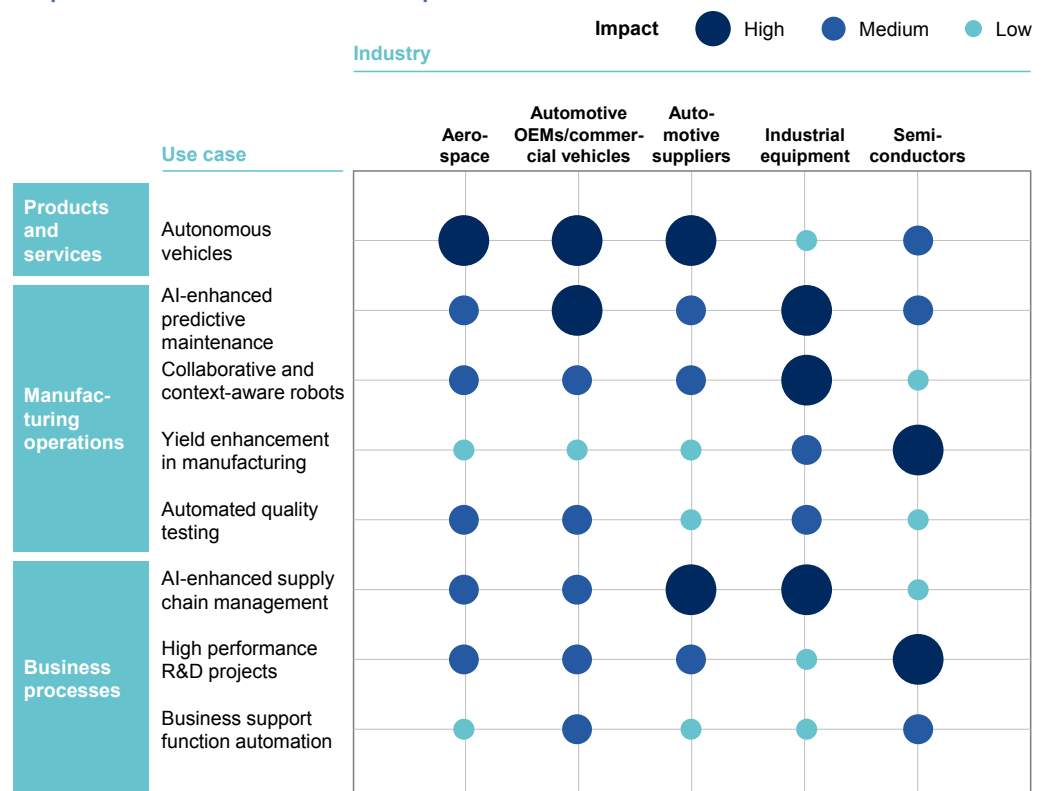 Impact High Medium Low
Industry
Use case
Aero-
space
Automotive
OEMs/commer-
cial vehicles
Auto-
motive
suppliers
Industrial
equipment
Semi-
conductors
Products
and
services
Autonomous
vehicles
Manufac-
turing
operations
AI-enhanced
predictive
maintenance
Collaborative and
context-aware robots
Yield enhancement
in manufacturing
Automated quality
testing
Business
processes
AI-enhanced supply
chain management
High performance
R&D projects
Business support
function automation